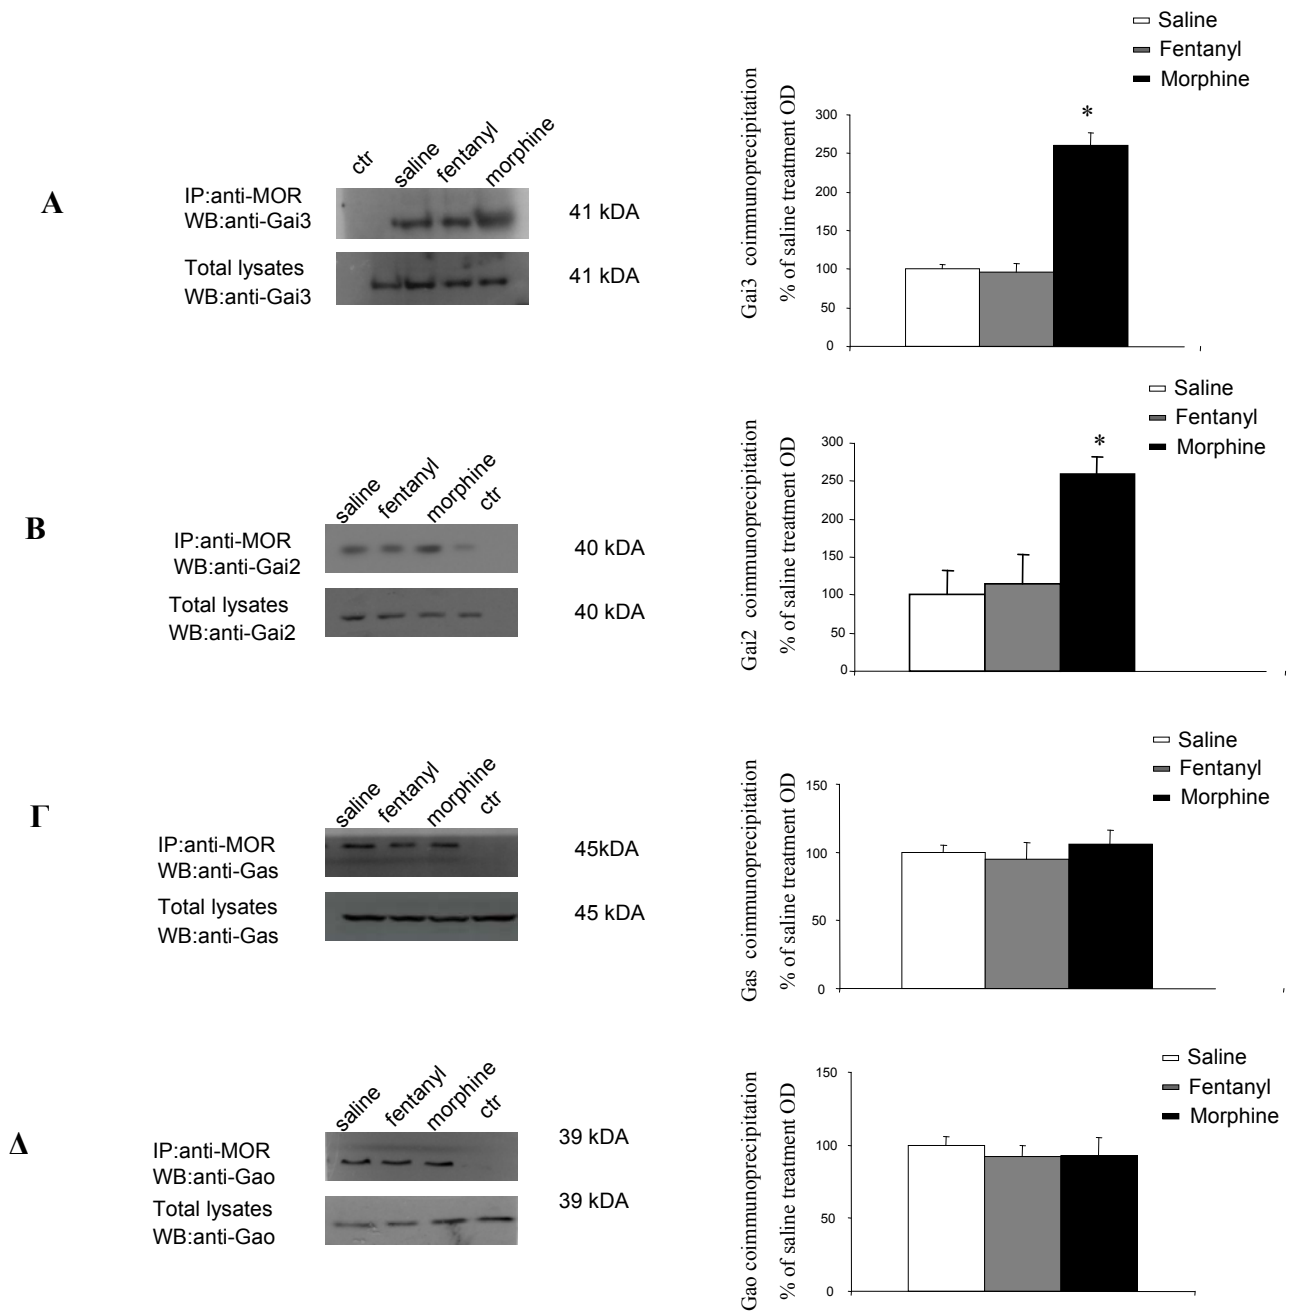 Saline
Fentanyl
Morphine
A
ctr
saline
fentanyl
morphine
IP:anti-MOR
WB:anti-Gai3
41 kDA
Total lysates
WB:anti-Gai3
41 kDA
Gai3 coimmunoprecipitation
% of saline treatment OD
300
250
200
150
100
50
0
*
Saline
Fentanyl
Morphine
B
saline
fentanyl
morphine
ctr
IP:anti-MOR
WB:anti-Gai2
40 kDA
Total lysates
WB:anti-Gai2
40 kDA
Gai2 coimmunoprecipitation
% of saline treatment OD
300
250
200
150
100
50
0
*
Saline
Fentanyl
Morphine
Γ
saline
fentanyl
morphine
ctr
IP:anti-MOR
WB:anti-Gas
45kDA
Total lysates
WB:anti-Gas
45 kDA
Gas coimmunoprecipitation
% of saline treatment OD
150
100
50
0
Saline
Fentanyl
Morphine
Δ
saline
fentanyl
morphine
ctr
IP:anti-MOR
WB:anti-Gao
39 kDA
Total lysates
WB:anti-Gao
39 kDA
Gao coimmunoprecipitation
% of saline treatment OD
150
100
50
0